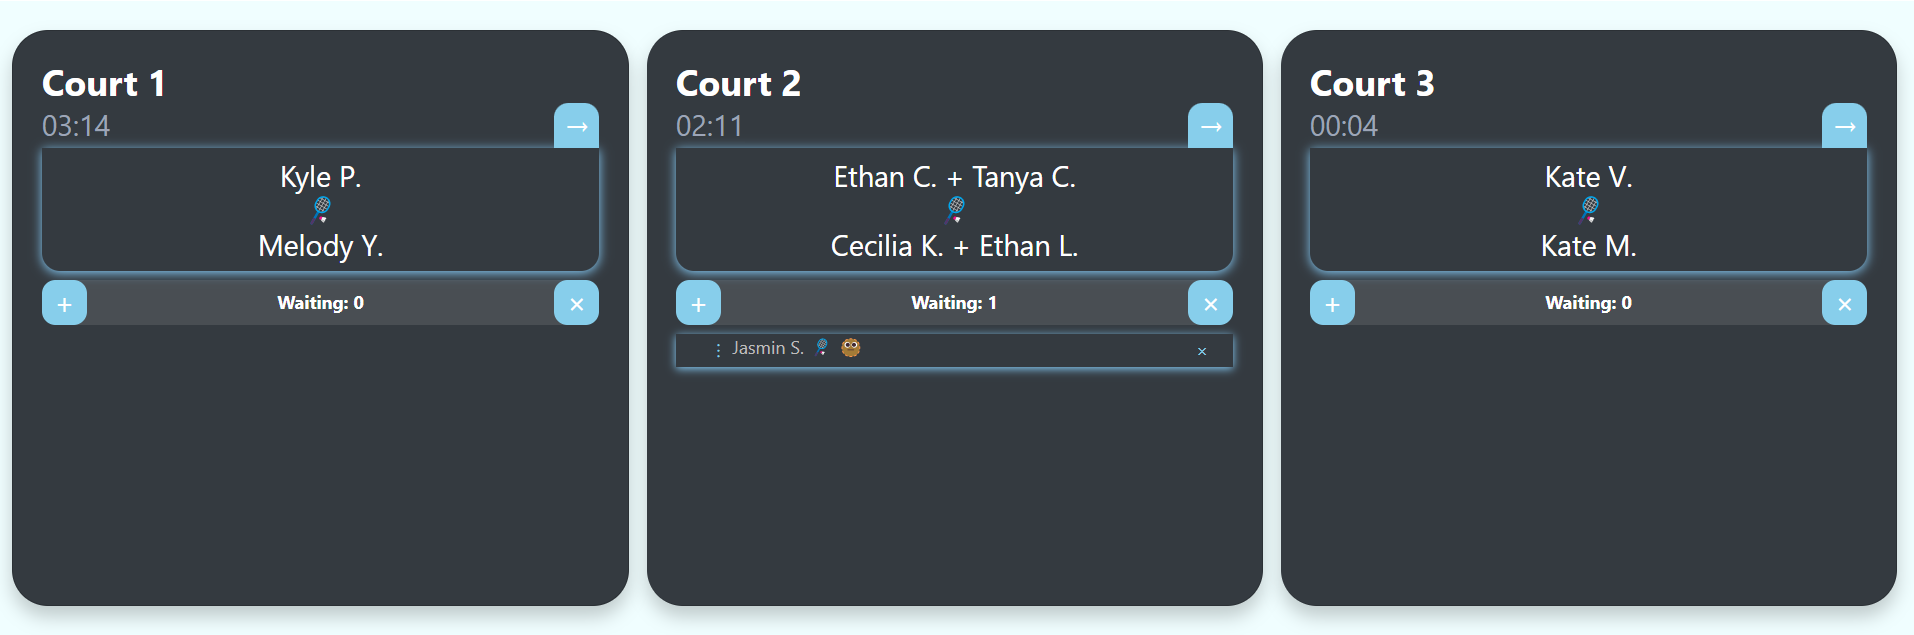 Court 1
03:14
→
Kyle P.
Melody Y.
+ Waiting: 0 ×
Court 2
02:11
→
Ethan C. + Tanya C.
Cecilia K. + Ethan L.
+ Waiting: 1 ×
⋮ Jasmin S. ×
Court 3
00:04
→
Kate V.
Kate M.
+ Waiting: 0 ×